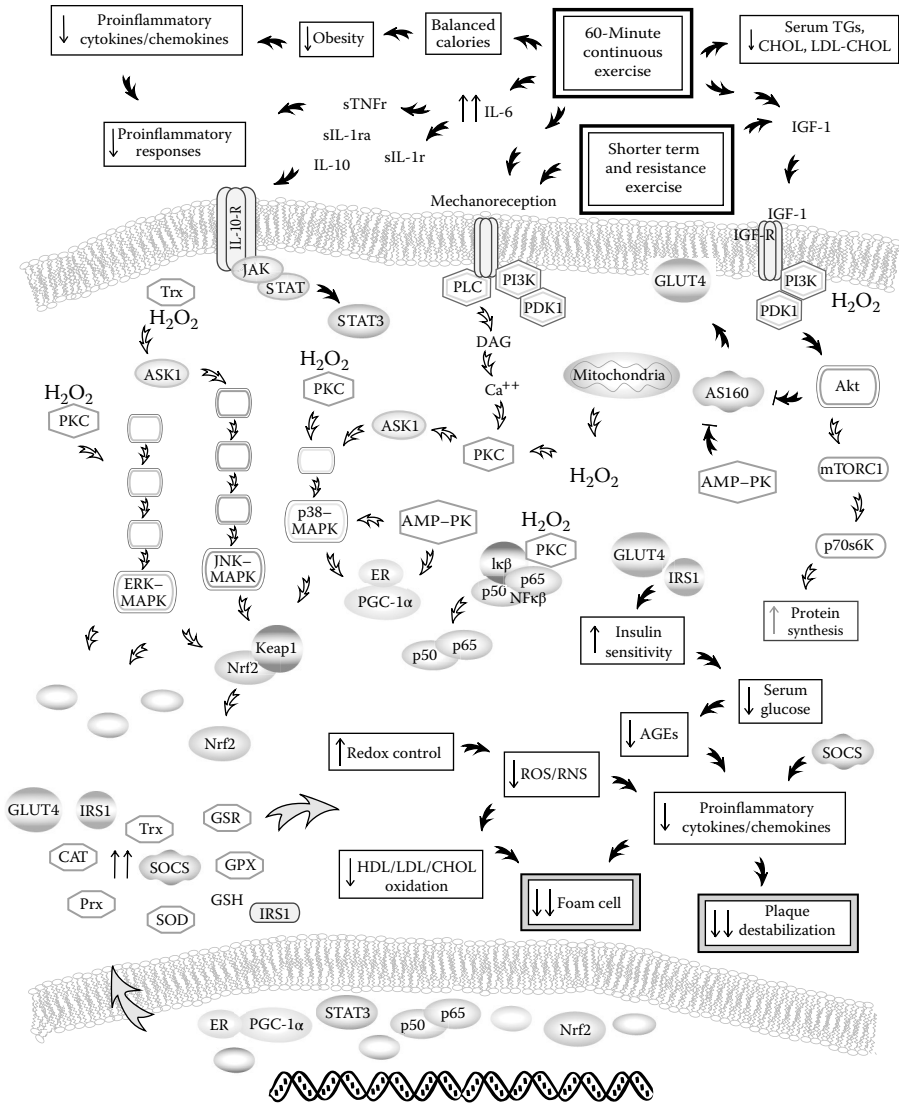 Proinflammatory
↓ cytokines/chemokines
↓ Obesity
Balanced
calories
60-Minute
continuous
exercise
Serum TGs,
↓ CHOL, LDL-CHOL
sTNFr
↑↑ IL-6
sIL-1ra
sIL-1r
IL-10
IGF-1
↓ Proinflammatory
responses
Shorter term
and resistance
exercise
Mechanoreception
IL-10-R
IGF-1
IGF-R
JAK
STAT
STAT3
PLC
PI3K
PDK1
GLUT4
PI3K
PDK1
H2O2
Trx
H2O2
ASK1
H2O2
PKC
H2O2
PKC
DAG
Ca++
PKC
ASK1
Mitochondria
H2O2
AS160
Akt
AMP–PK
mTORC1
p70s6K
↑ Protein
synthesis
p38–
MAPK
AMP–PK
ERK–
MAPK
JNK–
MAPK
ER
PGC-1α
H2O2
PKC
Iκβ
p50
p65
NFκβ
p50
p65
GLUT4
IRS1
↑ Insulin
sensitivity
Keap1
Nrf2
Nrf2
↓ Serum
glucose
↓ AGEs
SOCS
↑ Redox control
↓ ROS/RNS
↓ Proinflammatory
cytokines/chemokines
↓ HDL/LDL/CHOL
oxidation
↓↓ Foam cell
↓↓ Plaque
destabilization
GLUT4
IRS1
Trx
GSR
CAT
↑↑
SOCS
GPX
Prx
SOD
GSH
IRS1
ER
PGC-1α
STAT3
p50
p65
Nrf2